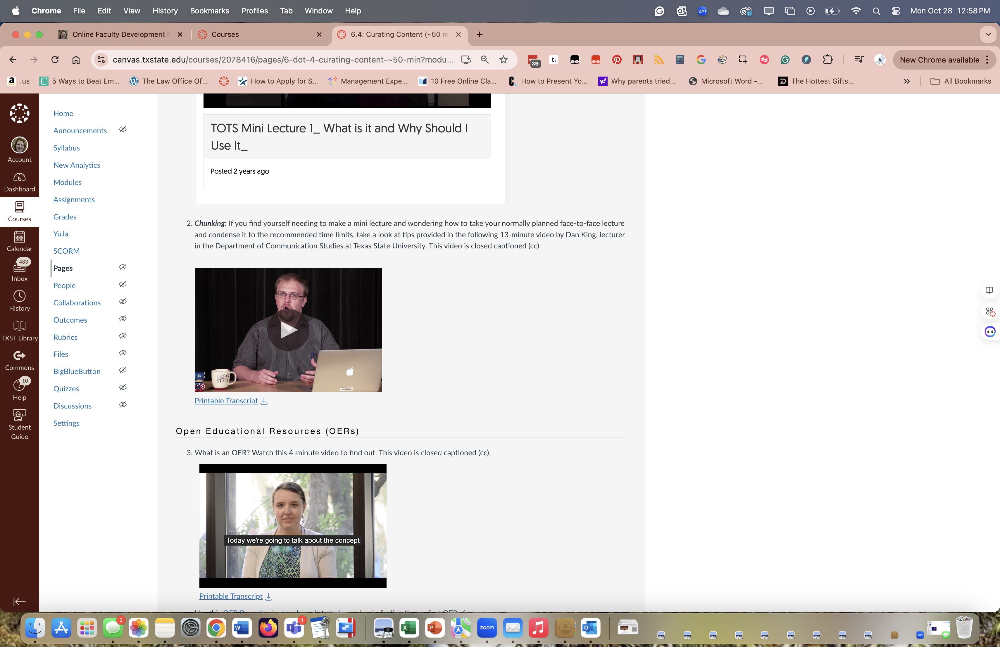 Chrome File Edit View History Bookmarks Profiles Tab Window Help
zm
Mon Oct 28 12:58 PM
Online Faculty Development
Courses
6.4: Curating Content (~50 m
canvas.txstate.edu/courses/2078416/pages/6-dot-4-curating-content-~50-min?modu...
39
t.
New Chrome available
.us
5 Ways to Beat Em...
The Law Office Of...
How to Apply for S...
Management Expe...
10 Free Online Cla...
How to Present Yo...
Why parents tried...
Microsoft Word -...
The Hottest Gifts...
All Bookmarks
Account
Dashboard
Courses
Calendar
483
Inbox
History
TXST Library
Commons
10
Help
Student
Guide
Home
Announcements
Syllabus
New Analytics
Modules
Assignments
Grades
YuJa
SCORM
Pages
People
Collaborations
Outcomes
Rubrics
Files
BigBlueButton
Quizzes
Discussions
Settings
TOTS Mini Lecture 1_ What is it and Why Should I
Use It_
Posted 2 years ago
2. Chunking: If you find yourself needing to make a mini lecture and wondering how to take your normally planned face-to-face lecture
and condense it to the recommended time limits, take a look at tips provided in the following 13-minute video by Dan King, lecturer
in the Department of Communication Studies at Texas State University. This video is closed captioned (cc).
A
TEXAS
STATE
Printable Transcript
Open Educational Resources (OERs)
3. What is an OER? Watch this 4-minute video to find out. This video is closed captioned (cc).
Today we're going to talk about the concept
Printable Transcript
2
1
zoom